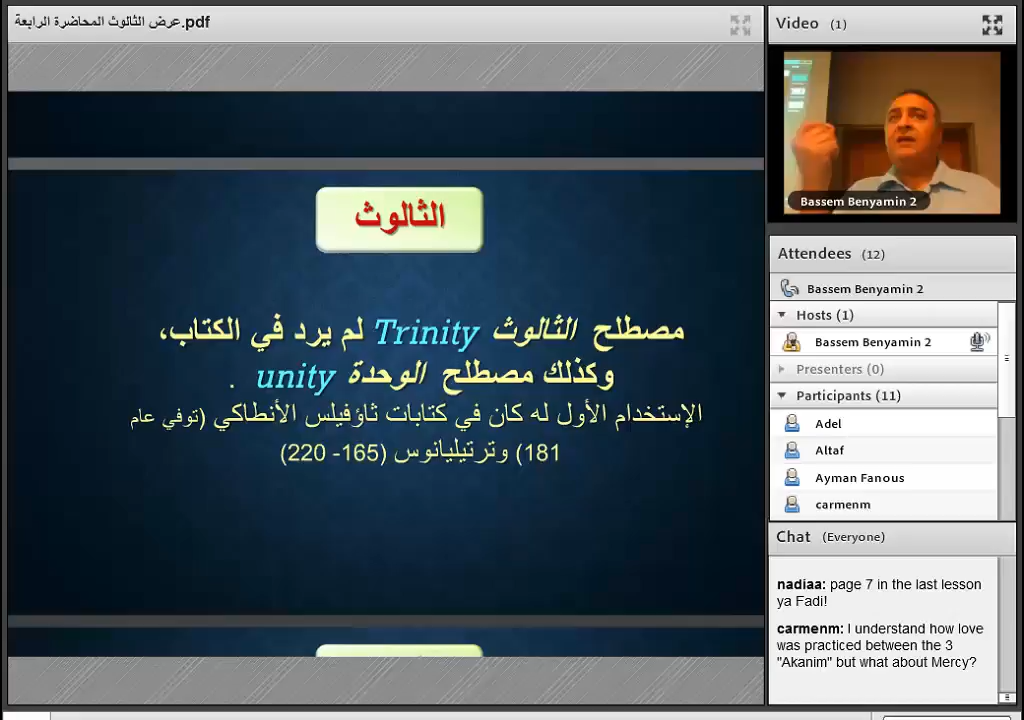 عرض الثالوث المحاضرة الرابعة.pdf
الثالوث
مصطلح الثالوث Trinity لم يرد في الكتاب،
وكذلك مصطلح الوحدة unity .
الإستخدام الأول له كان في كتابات ثاؤفيلس الأنطاكي (توفي عام
181) وترتيليانوس (165- 220)
Video (1)
Bassem Benyamin 2
Attendees (12)
Bassem Benyamin 2
Hosts (1)
Bassem Benyamin 2
Presenters (0)
Participants (11)
Adel
Altaf
Ayman Fanous
carmenm
Chat (Everyone)
nadiaa: page 7 in the last lesson
ya Fadi!
carmenm: I understand how love
was practiced between the 3
"Akanim" but what about Mercy?